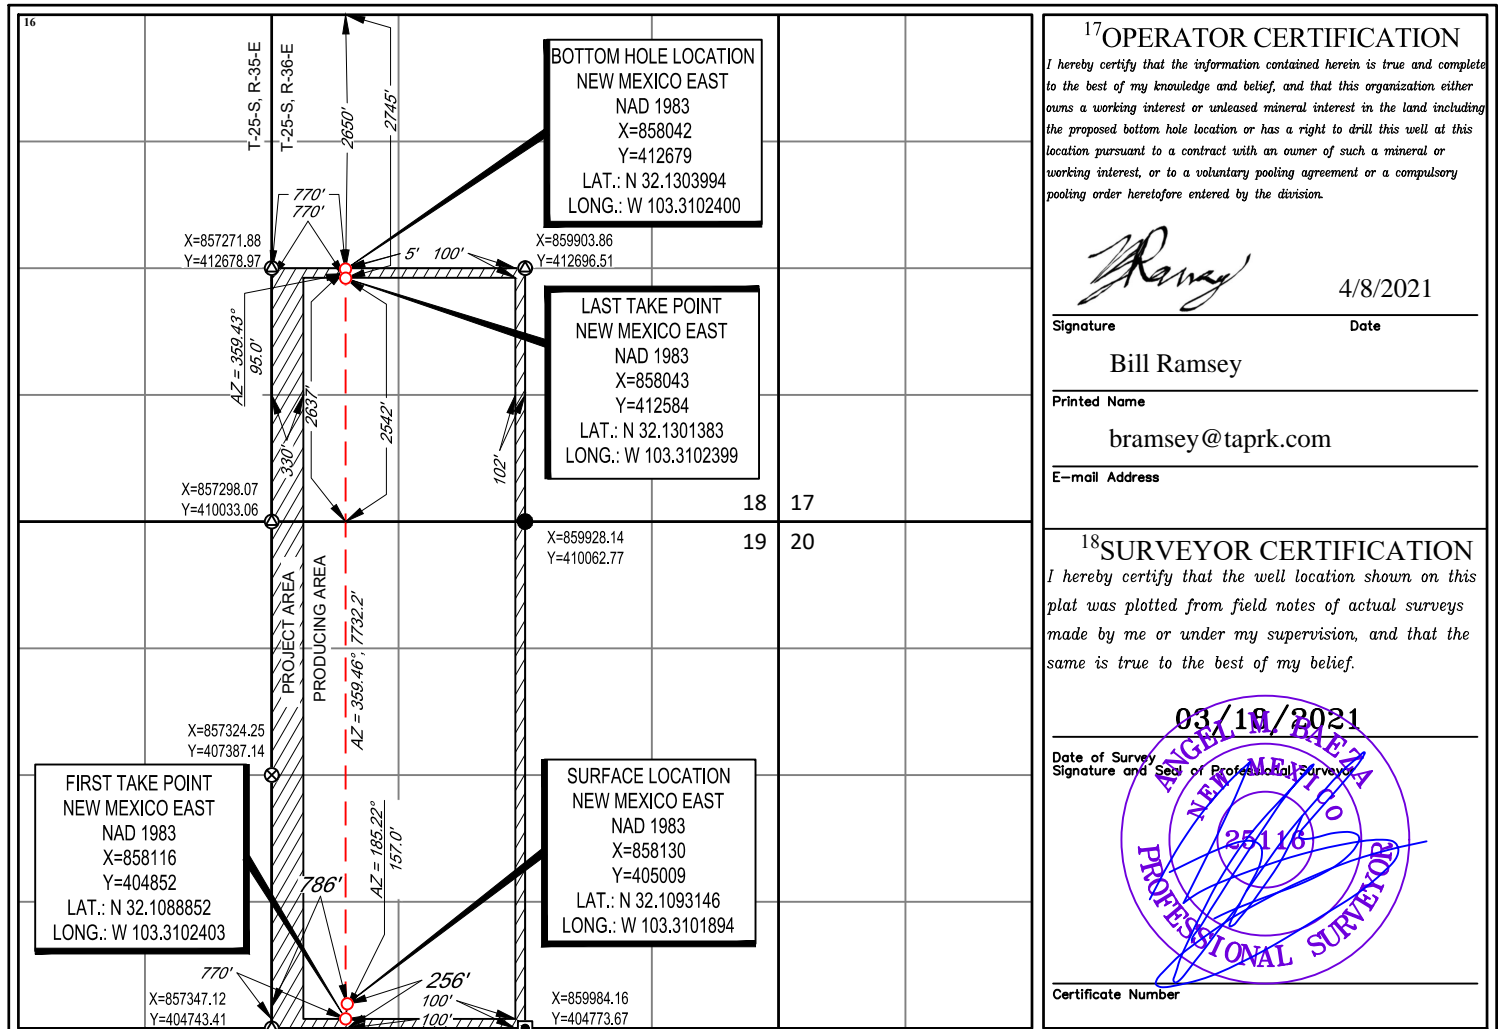 16
T-25-S, R-35-E
T-25-S, R-36-E
2650'
2745'
BOTTOM HOLE LOCATION
NEW MEXICO EAST
NAD 1983
X=858042
Y=412679
LAT.: N 32.1303994
LONG.: W 103.3102400
770'
770'
X=857271.88
Y=412678.97
5' 100'
X=859903.86
Y=412696.51
LAST TAKE POINT
NEW MEXICO EAST
NAD 1983
X=858043
Y=412584
LAT.: N 32.1301383
LONG.: W 103.3102399
AZ = 359.43°
95.0'
2637'
2542'
330'
102'
X=857298.07
Y=410033.06
18 17
19 20
X=859928.14
Y=410062.77
PROJECT AREA
PRODUCING AREA
AZ = 359.46°, 7732.2'
X=857324.25
Y=407387.14
FIRST TAKE POINT
NEW MEXICO EAST
NAD 1983
X=858116
Y=404852
LAT.: N 32.1088852
LONG.: W 103.3102403
AZ = 185.22°
157.0'
SURFACE LOCATION
NEW MEXICO EAST
NAD 1983
X=858130
Y=405009
LAT.: N 32.1093146
LONG.: W 103.3101894
786'
770'
256'
100'
100'
X=857347.12
Y=404743.41
X=859984.16
Y=404773.67
17 OPERATOR CERTIFICATION
I hereby certify that the information contained herein is true and complete
to the best of my knowledge and belief, and that this organization either
owns a working interest or unleased mineral interest in the land including
the proposed bottom hole location or has a right to drill this well at this
location pursuant to a contract with an owner of such a mineral or
working interest, or to a voluntary pooling agreement or a compulsory
pooling order heretofore entered by the division.
4/8/2021
Signature Date
Bill Ramsey
Printed Name
bramsey@taprk.com
E-mail Address
18 SURVEYOR CERTIFICATION
I hereby certify that the well location shown on this
plat was plotted from field notes of actual surveys
made by me or under my supervision, and that the
same is true to the best of my belief.
03/18/2021
Date of Survey
Signature and Seal of Professional Surveyor
ANGEL M. BAEZA
NEW MEXICO
25116
PROFESSIONAL SURVEYOR
Certificate Number